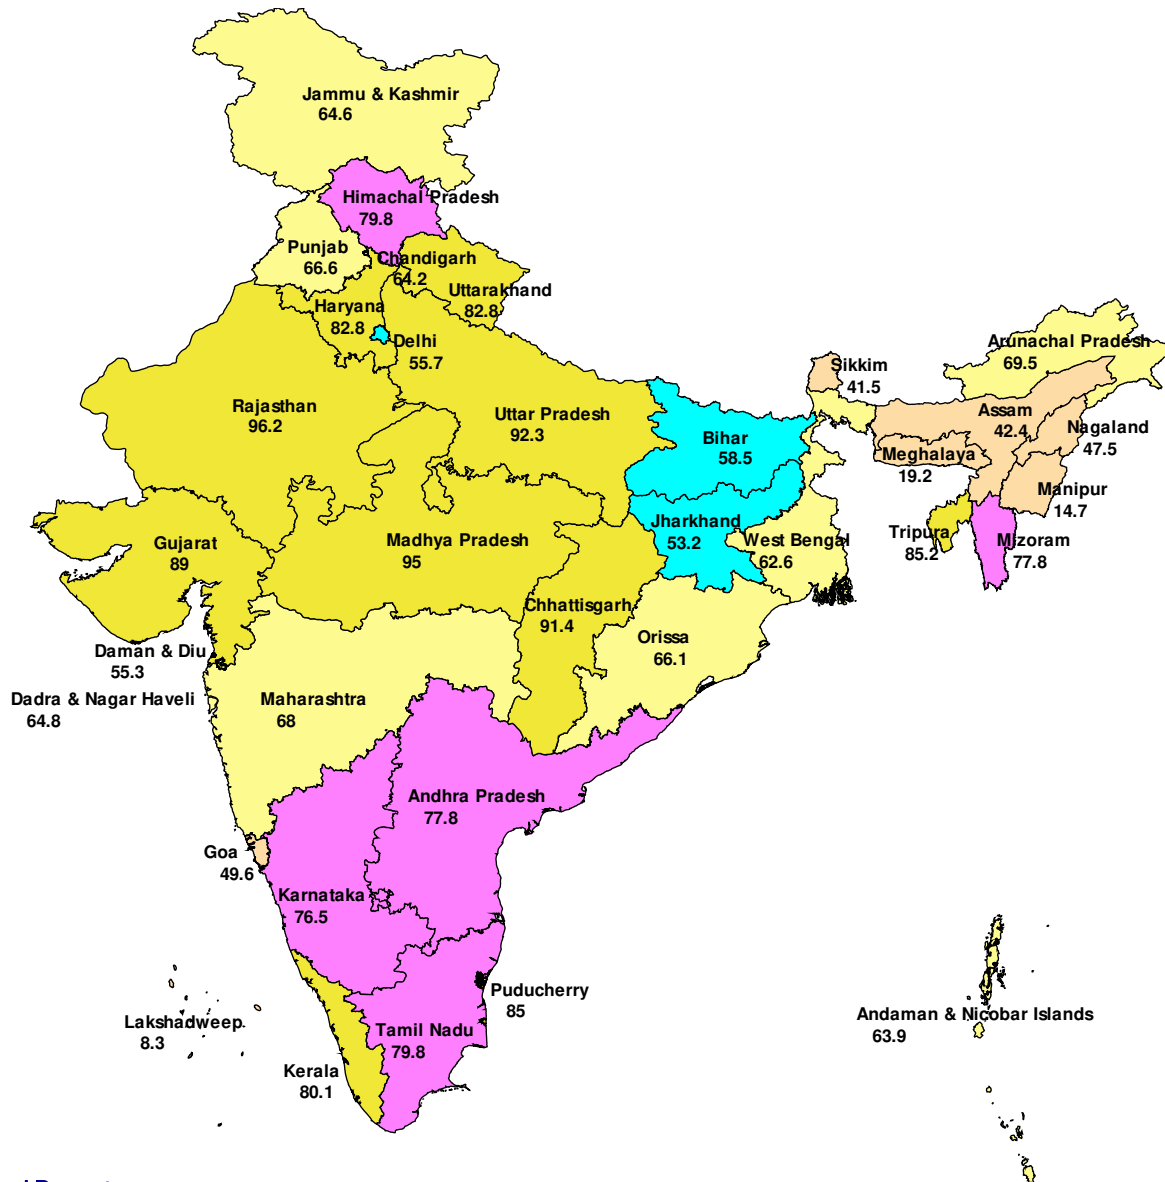 Jammu & Kashmir
64.6
Himachal Pradesh
79.8
Punjab
66.6
Chandigarh
64.2
Uttarakhand
82.8
Haryana
82.8
Delhi
55.7
Arunachal Pradesh
69.5
Sikkim
41.5
Rajasthan
96.2
Uttar Pradesh
92.3
Bihar
58.5
Assam
42.4
Nagaland
47.5
Meghalaya
19.2
Manipur
14.7
Jharkhand
53.2
West Bengal
62.6
Tripura
85.2
Mizoram
77.8
Gujarat
89
Madhya Pradesh
95
Chhattisgarh
91.4
Orissa
66.1
Daman & Diu
55.3
Dadra & Nagar Haveli
64.8
Maharashtra
68
Andhra Pradesh
77.8
Goa
49.6
Karnataka
76.5
Puducherry
85
Lakshadweep
8.3
Tamil Nadu
79.8
Andaman & Nicobar Islands
63.9
Kerala
80.1